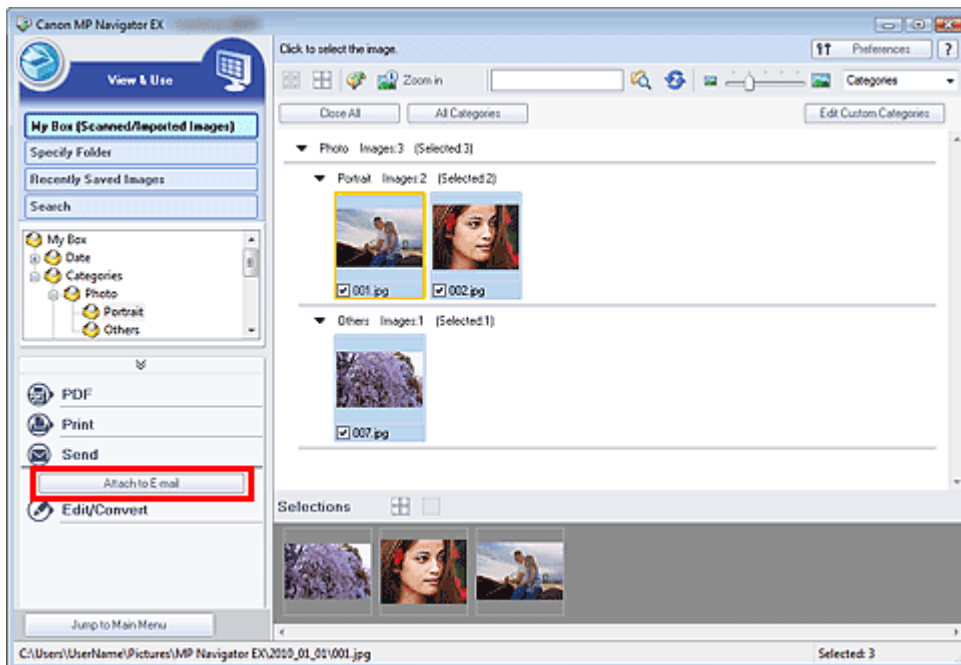 Canon MP Navigator EX
View & Use
My Box (Scanned/Imported Images)
Specify Folder
Recently Saved Images
Search
My Box
Date
Categories
Photo
Portrait
Others
PDF
Print
Send
Attach to E-mail
Edit/Convert
Jump to Main Menu
Click to select the image.
Preferences
?
Zoom in
Categories
Close All
All Categories
Edit Custom Categories
Photo Images:3 (Selected:3)
Portrait Images:2 (Selected:2)
001.jpg
002.jpg
Others Images:1 (Selected:1)
007.jpg
Selections
C:\Users\UserName\Pictures\MP Navigator EX\2010_01_01\001.jpg
Selected: 3